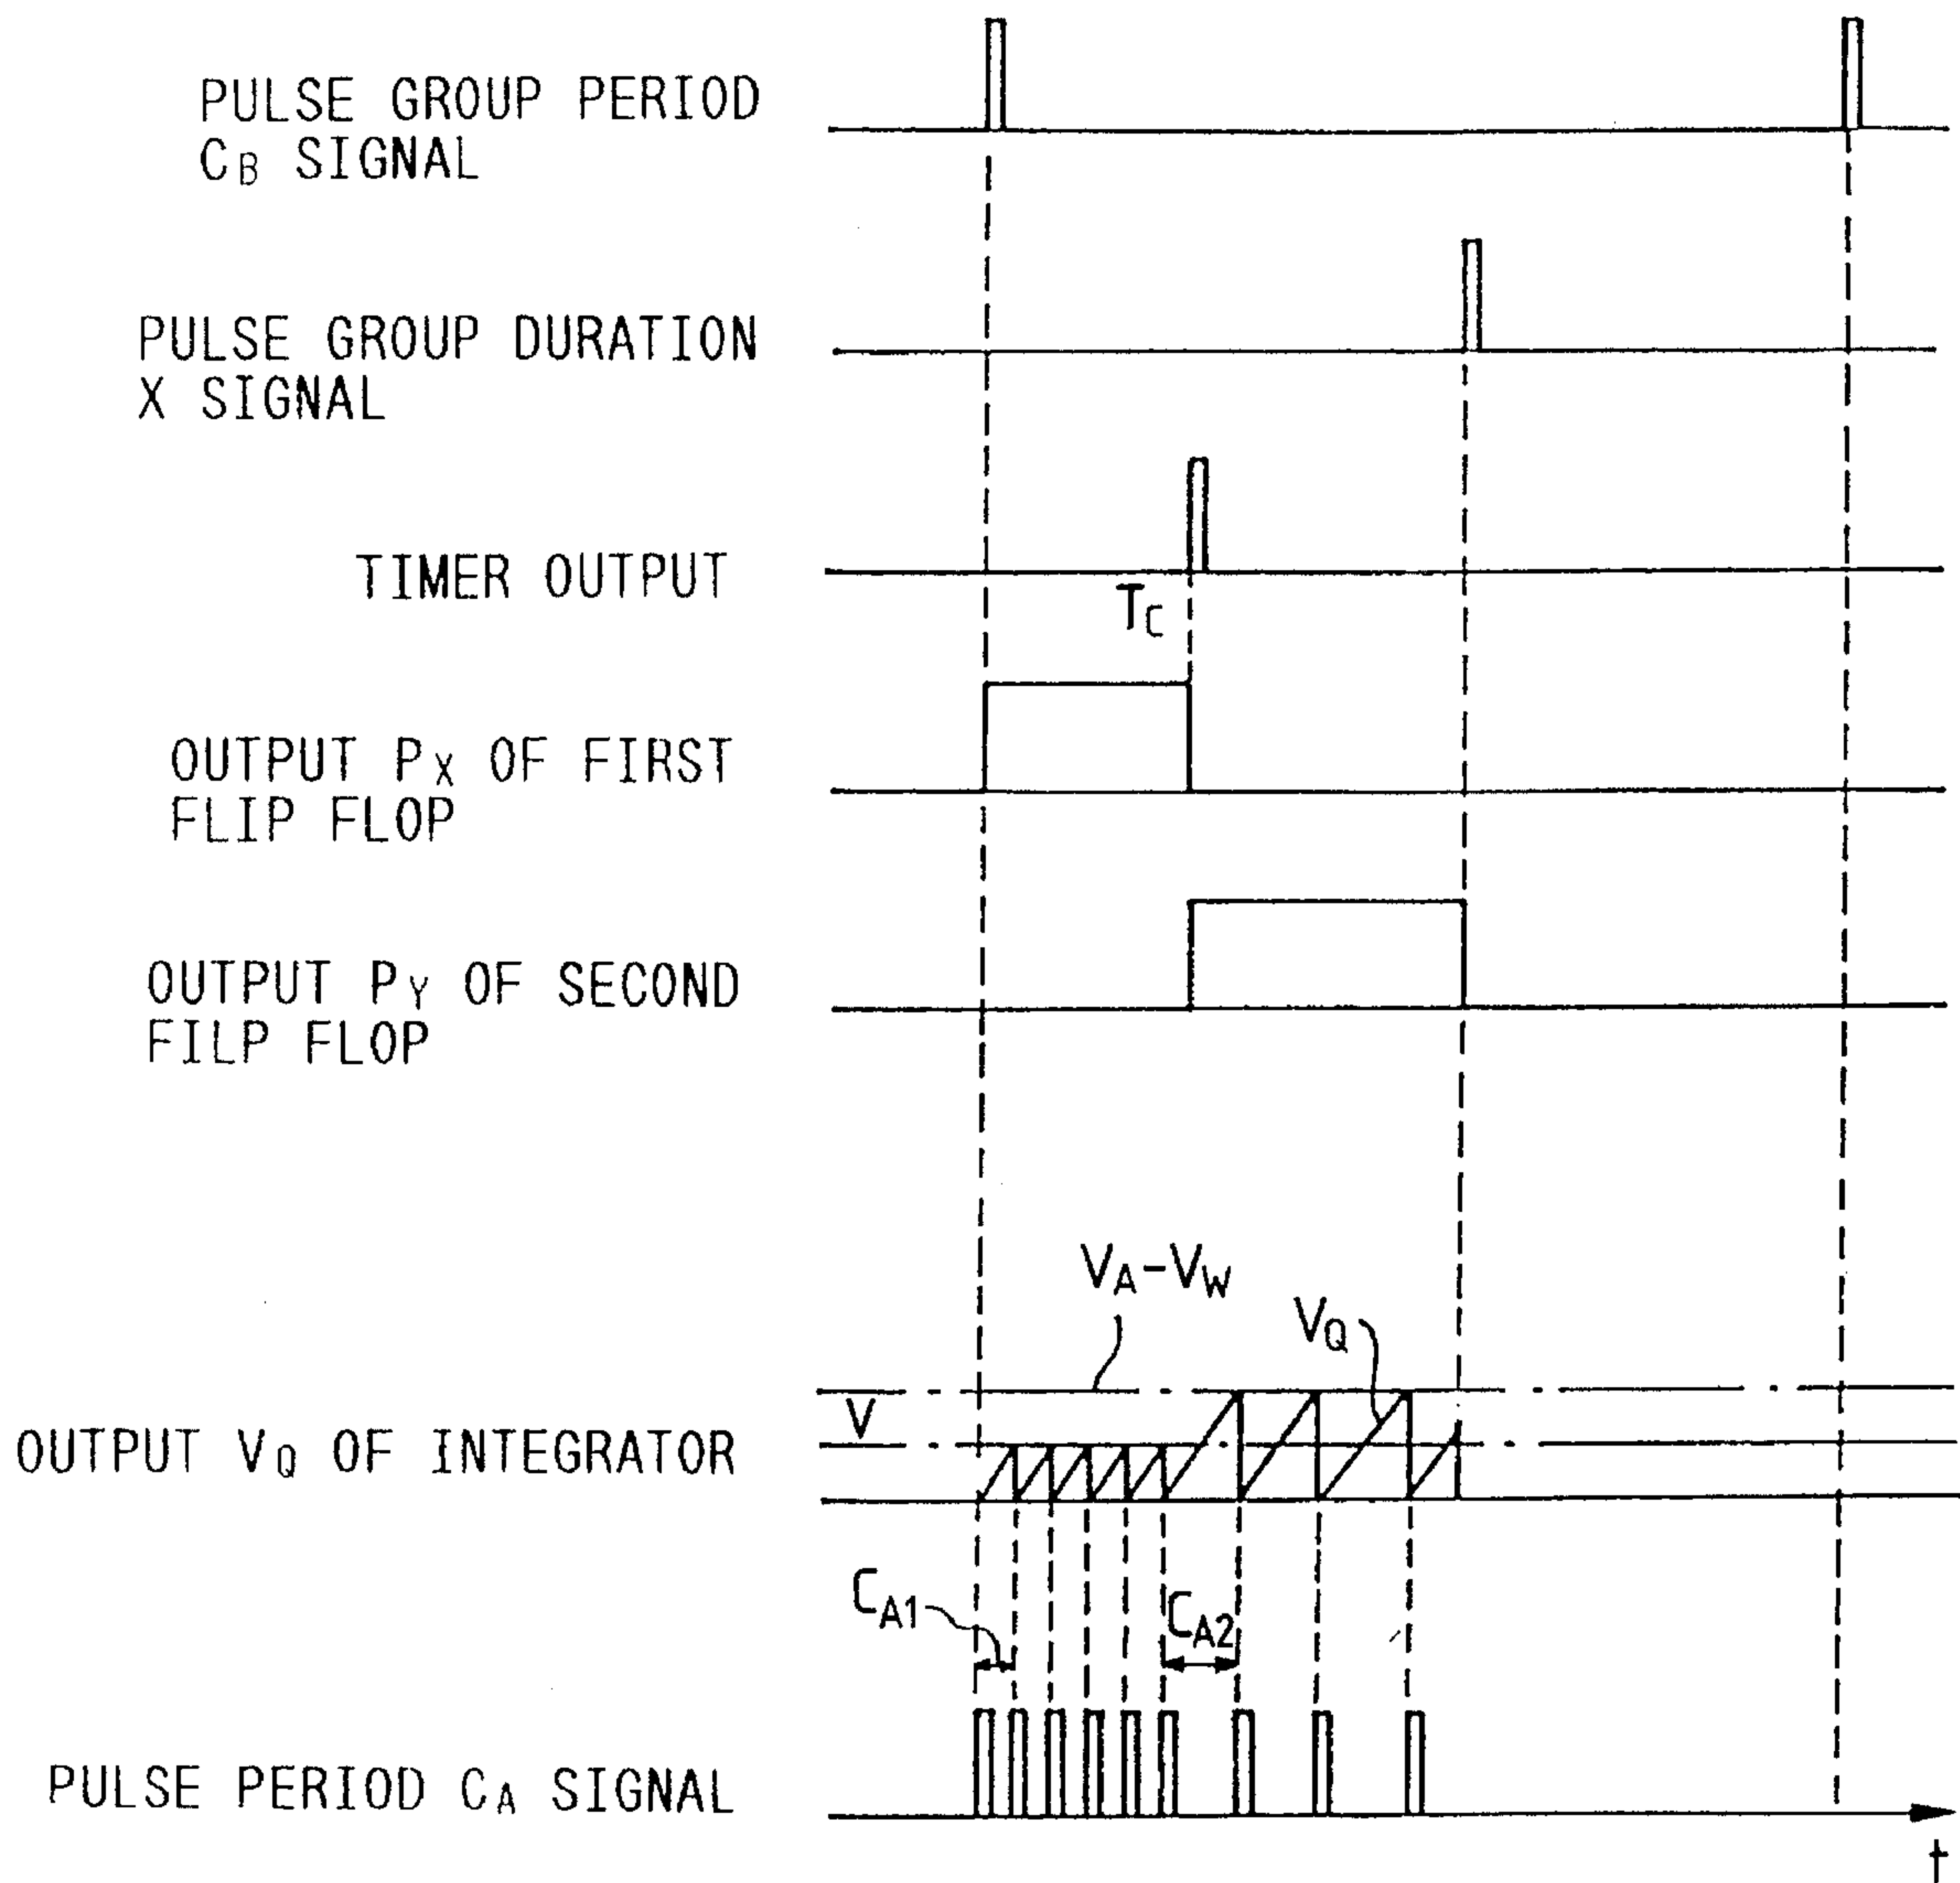 PULSE GROUP PERIOD
CB SIGNAL
PULSE GROUP DURATION
X SIGNAL
TIMER OUTPUT
TC
OUTPUT PX OF FIRST
FLIP FLOP
OUTPUT PY OF SECOND
FILP FLOP
VA-VW
VQ
V
OUTPUT VQ OF INTEGRATOR
CA1
CA2
PULSE PERIOD CA SIGNAL
t